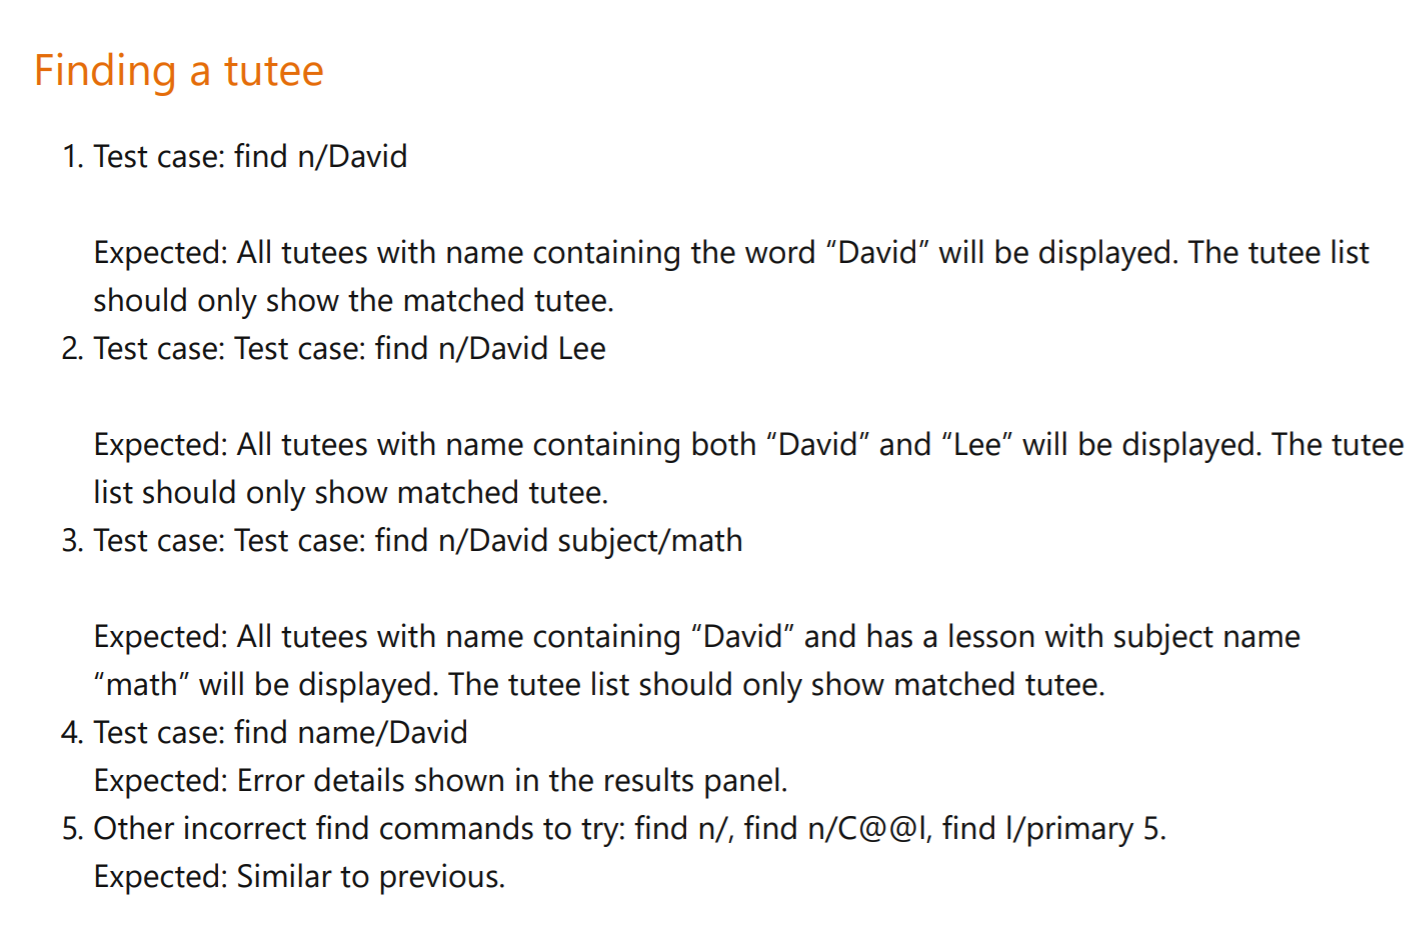 Finding a tutee
1. Test case: find n/David
Expected: All tutees with name containing the word “David” will be displayed. The tutee list
should only show the matched tutee.
2. Test case: Test case: find n/David Lee
Expected: All tutees with name containing both “David” and “Lee” will be displayed. The tutee
list should only show matched tutee.
3. Test case: Test case: find n/David subject/math
Expected: All tutees with name containing “David” and has a lesson with subject name
“math” will be displayed. The tutee list should only show matched tutee.
4. Test case: find name/David
Expected: Error details shown in the results panel.
5. Other incorrect find commands to try: find n/, find n/C@@l, find l/primary 5.
Expected: Similar to previous.